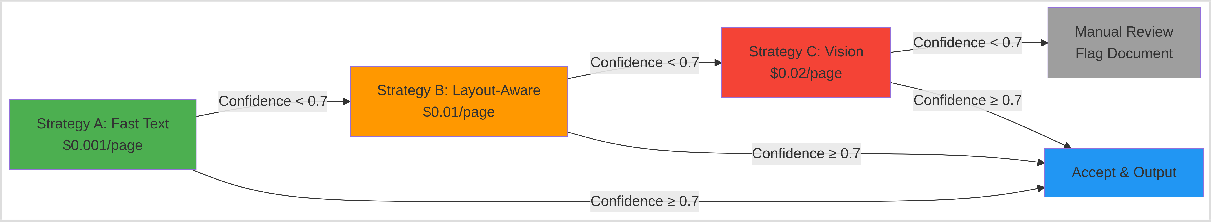 Strategy A: Fast Text
$0.001/page
Confidence < 0.7
Strategy B: Layout-Aware
$0.01/page
Confidence < 0.7
Strategy C: Vision
$0.02/page
Confidence < 0.7
Manual Review
Flag Document
Confidence ≥ 0.7
Confidence ≥ 0.7
Confidence ≥ 0.7
Accept & Output